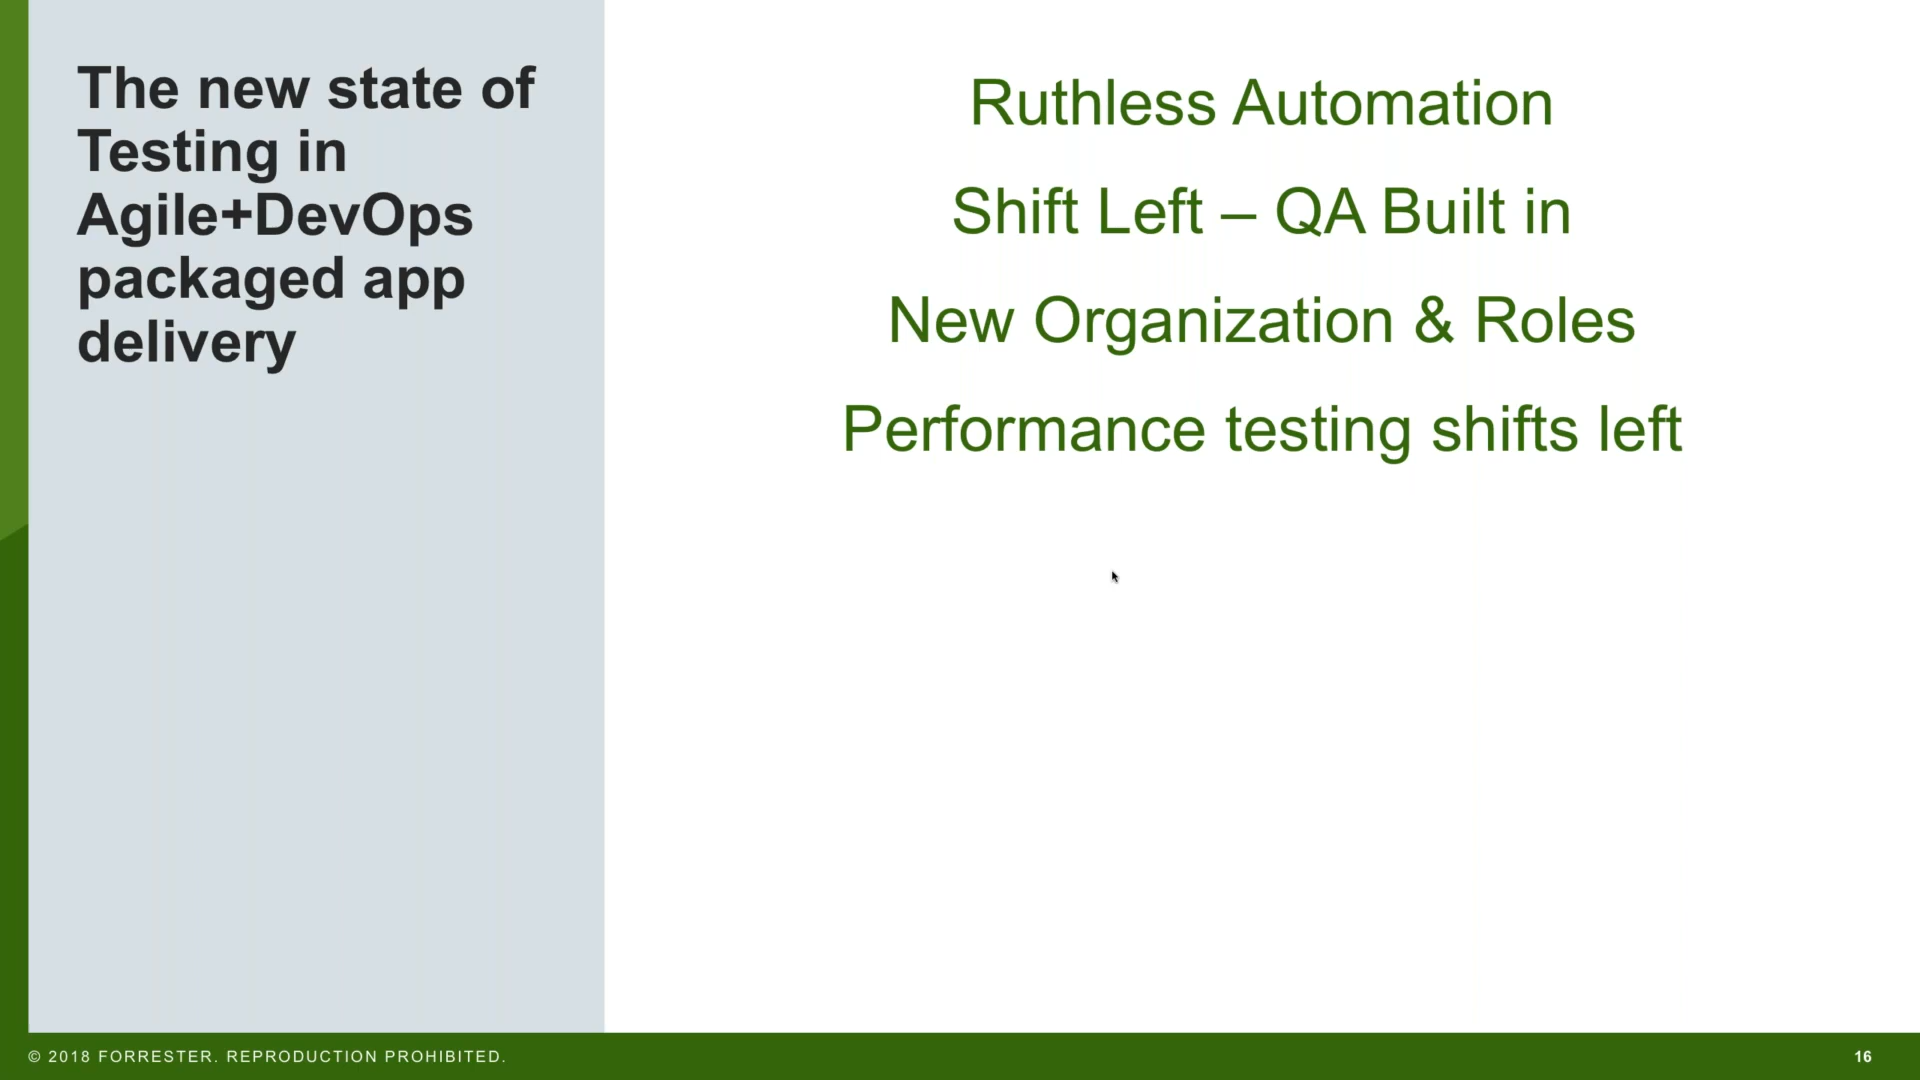 The new state of
Testing in
Agile+DevOps
packaged app
delivery
Ruthless Automation
Shift Left – QA Built in
New Organization & Roles
Performance testing shifts left
© 2018 FORRESTER. REPRODUCTION PROHIBITED.
16